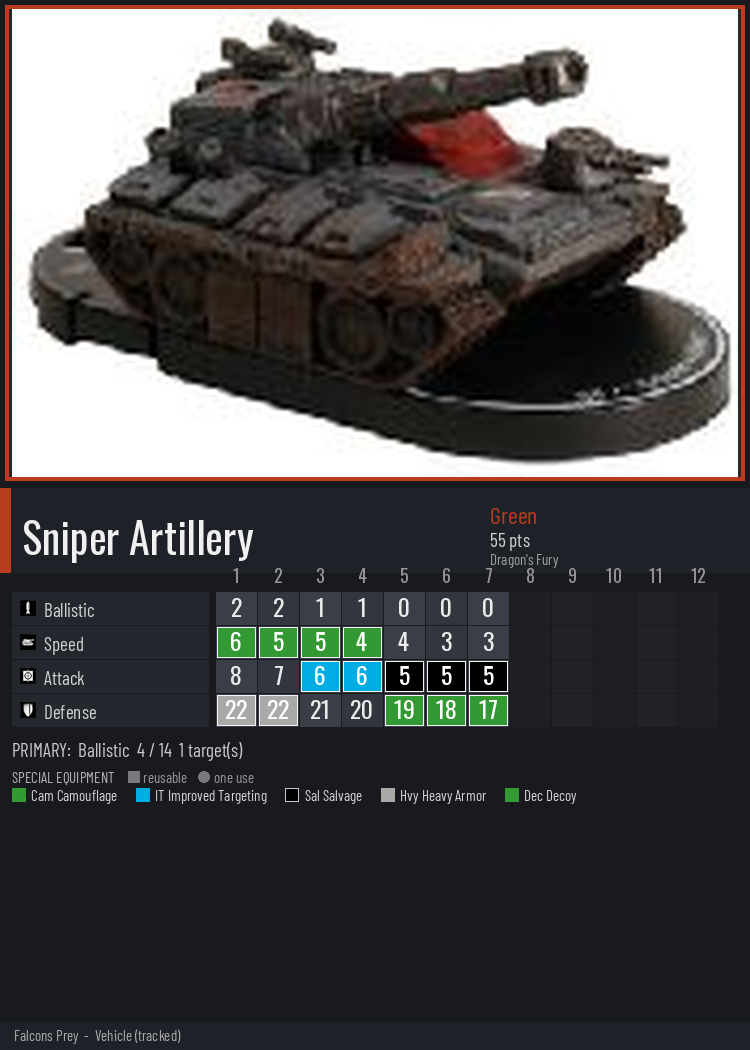 Sniper Artillery
Green
55 pts
Dragon's Fury
1 2 3 4 5 6 7 8 9 10 11 12
Ballistic 2 2 1 1 0 0 0
Speed 6 5 5 4 4 3 3
Attack 8 7 6 6 5 5 5
Defense 22 22 21 20 19 18 17
PRIMARY: Ballistic 4 / 14 1 target(s)
SPECIAL EQUIPMENT reusable one use
Cam Camouflage IT Improved Targeting Sal Salvage Hvy Heavy Armor Dec Decoy
Falcons Prey - Vehicle (tracked)